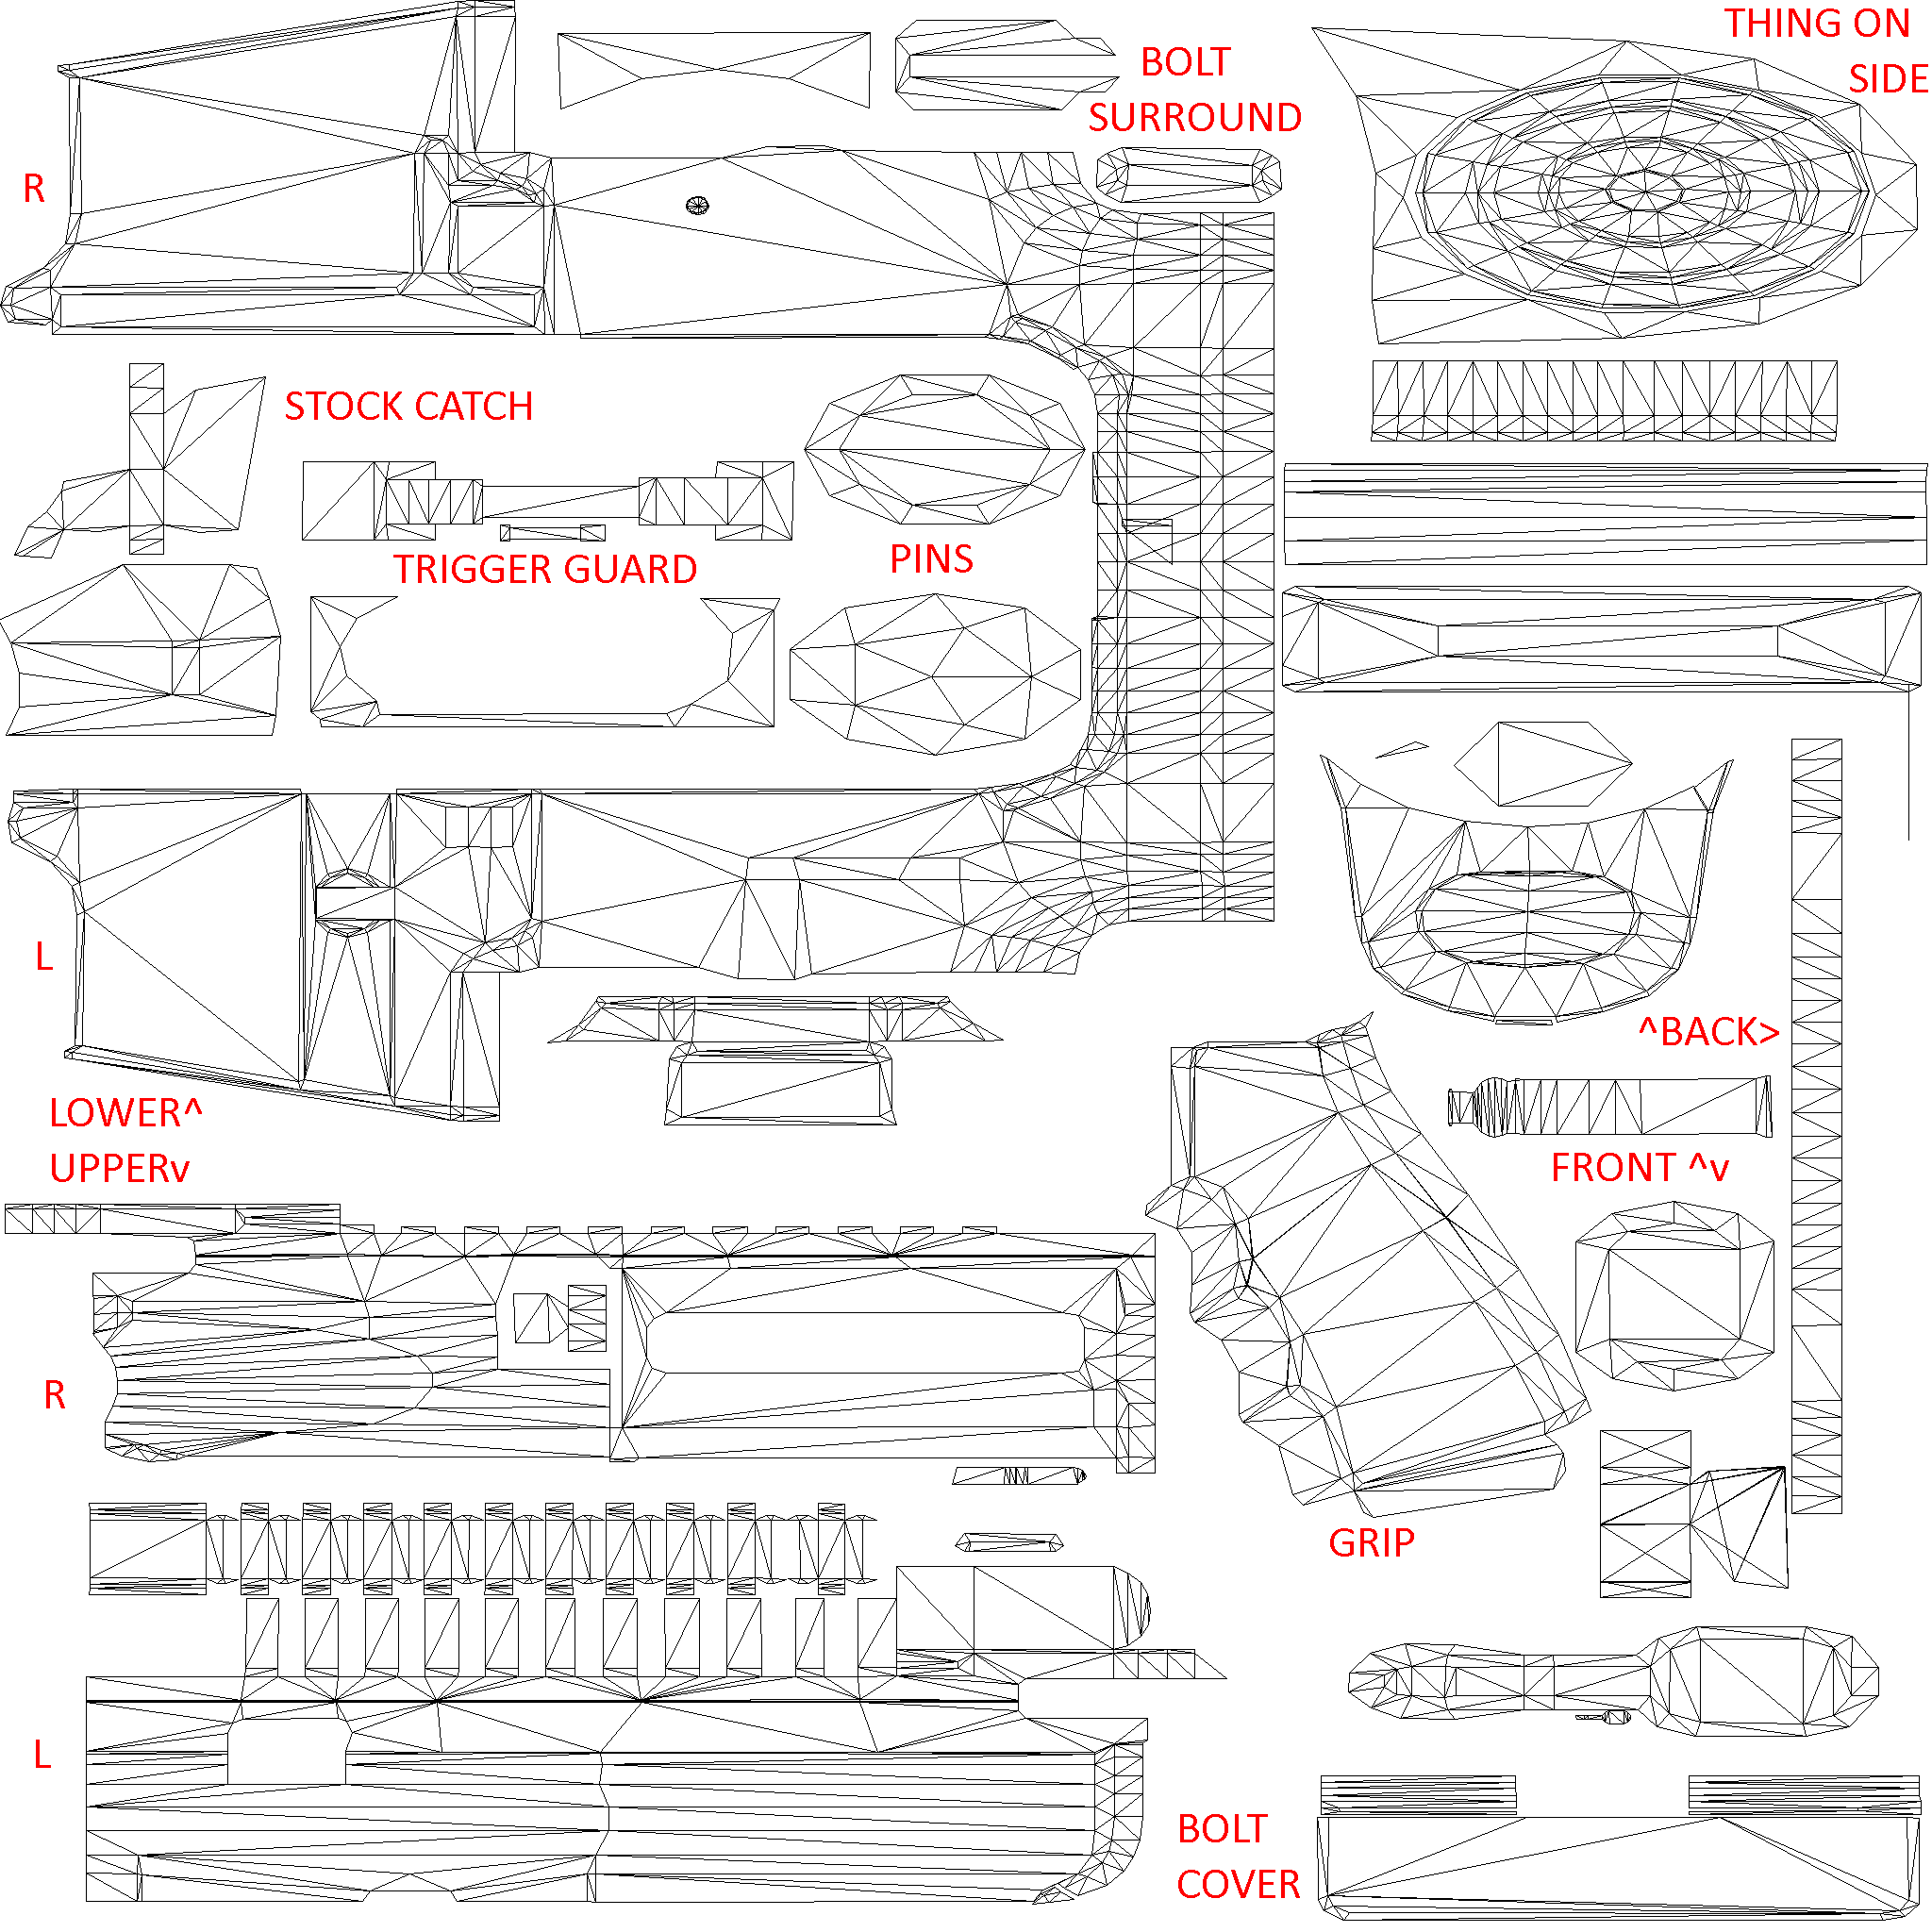 THING ON
SIDE
BOLT
SURROUND
R
STOCK CATCH
TRIGGER GUARD
PINS
L
^BACK>
LOWER^
UPPERv
FRONT ^v
R
GRIP
L
BOLT
COVER